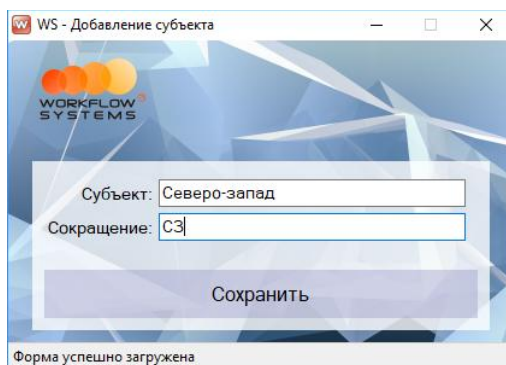 WS - Добавление субъекта
WORKFLOW®
SYSTEMS
Субъект: Северо-запад
Сокращение: СЗ
Сохранить
Форма успешно загружена